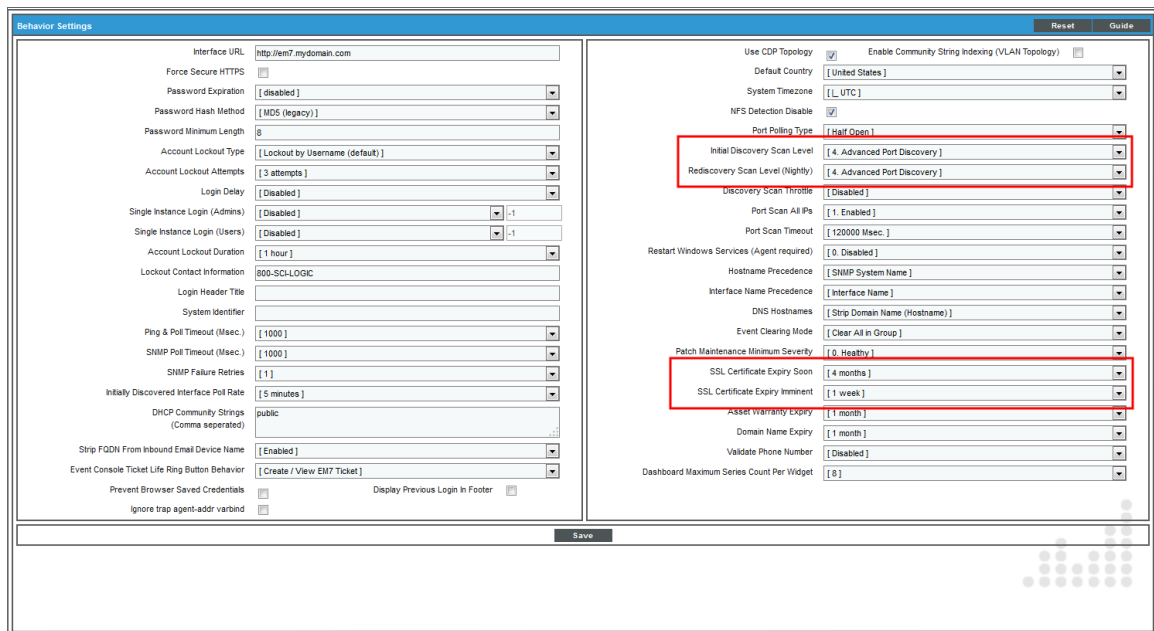 Behavior Settings
Reset
Guide
Interface URL http://em7.mydomain.com
Force Secure HTTPS
Password Expiration [ disabled ]
Password Hash Method [ MD5 (legacy) ]
Password Minimum Length 8
Account Lockout Type [ Lockout by Username (default) ]
Account Lockout Attempts [ 3 attempts ]
Login Delay [ Disabled ]
Single Instance Login (Admins) [ Disabled ] -1
Single Instance Login (Users) [ Disabled ] -1
Account Lockout Duration [ 1 hour ]
Lockout Contact Information 800-SCI-LOGIC
Login Header Title
System Identifier
Ping & Poll Timeout (Msec.) [ 1000 ]
SNMP Poll Timeout (Msec.) [ 1000 ]
SNMP Failure Retries [ 1 ]
Initially Discovered Interface Poll Rate [ 5 minutes ]
DHCP Community Strings public
(Comma seperated)
Strip FQDN From Inbound Email Device Name [ Enabled ]
Event Console Ticket Life Ring Button Behavior [ Create / View EM7 Ticket ]
Prevent Browser Saved Credentials Display Previous Login In Footer
Ignore trap agent-addr varbind
Use CDP Topology Enable Community String Indexing (VLAN Topology)
Default Country [ United States ]
System Timezone [ |_ UTC ]
NFS Detection Disable
Port Polling Type [ Half Open ]
Initial Discovery Scan Level [ 4. Advanced Port Discovery ]
Rediscovery Scan Level (Nightly) [ 4. Advanced Port Discovery ]
Discovery Scan Throttle [ Disabled ]
Port Scan All IPs [ 1. Enabled ]
Port Scan Timeout [ 120000 Msec. ]
Restart Windows Services (Agent required) [ 0. Disabled ]
Hostname Precedence [ SNMP System Name ]
Interface Name Precedence [ Interface Name ]
DNS Hostnames [ Strip Domain Name (Hostname) ]
Event Clearing Mode [ Clear All in Group ]
Patch Maintenance Minimum Severity [ 0. Healthy ]
SSL Certificate Expiry Soon [ 4 months ]
SSL Certificate Expiry Imminent [ 1 week ]
Asset Warranty Expiry [ 1 month ]
Domain Name Expiry [ 1 month ]
Validate Phone Number [ Disabled ]
Dashboard Maximum Series Count Per Widget [ 8 ]
Save